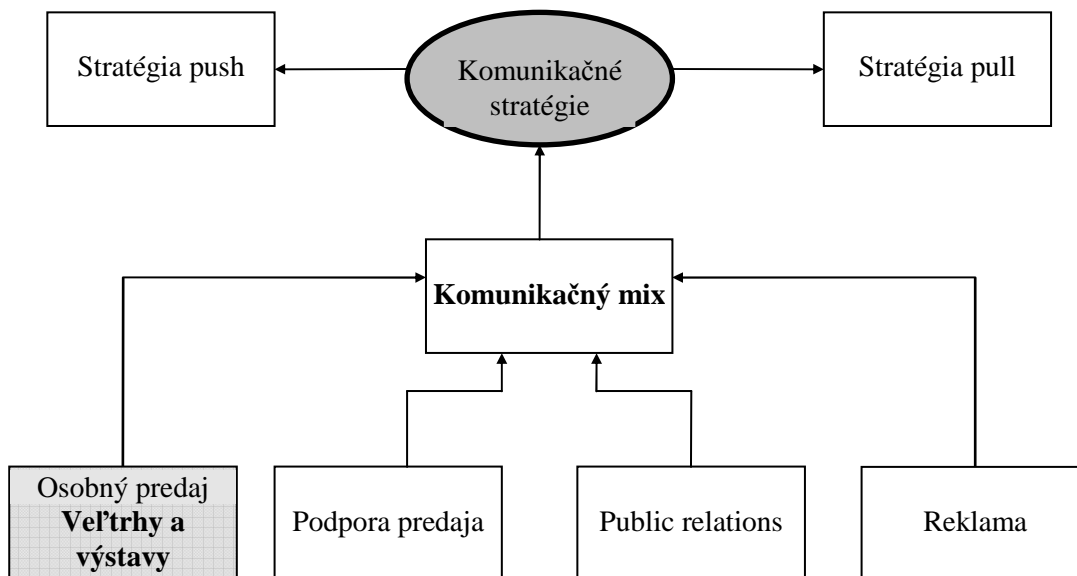 Stratégia push
Komunikačné
stratégie
Stratégia pull
Komunikačný mix
Osobný predaj
Veľtrhy a
výstavy
Podpora predaja
Public relations
Reklama